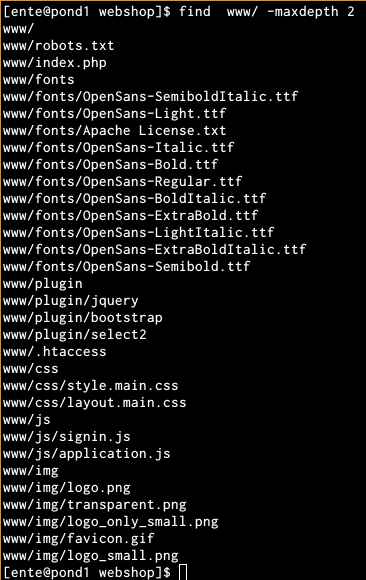 [ente@pond1 webshop]$ find  www/ -maxdepth 2
www/
www/robots.txt
www/index.php
www/fonts
www/fonts/OpenSans-SemiboldItalic.ttf
www/fonts/OpenSans-Light.ttf
www/fonts/Apache License.txt
www/fonts/OpenSans-Italic.ttf
www/fonts/OpenSans-Bold.ttf
www/fonts/OpenSans-Regular.ttf
www/fonts/OpenSans-BoldItalic.ttf
www/fonts/OpenSans-ExtraBold.ttf
www/fonts/OpenSans-LightItalic.ttf
www/fonts/OpenSans-ExtraBoldItalic.ttf
www/fonts/OpenSans-Semibold.ttf
www/plugin
www/plugin/jquery
www/plugin/bootstrap
www/plugin/select2
www/.htaccess
www/css
www/css/style.main.css
www/css/layout.main.css
www/js
www/js/signin.js
www/js/application.js
www/img
www/img/logo.png
www/img/transparent.png
www/img/logo_only_small.png
www/img/favicon.gif
www/img/logo_small.png
[ente@pond1 webshop]$